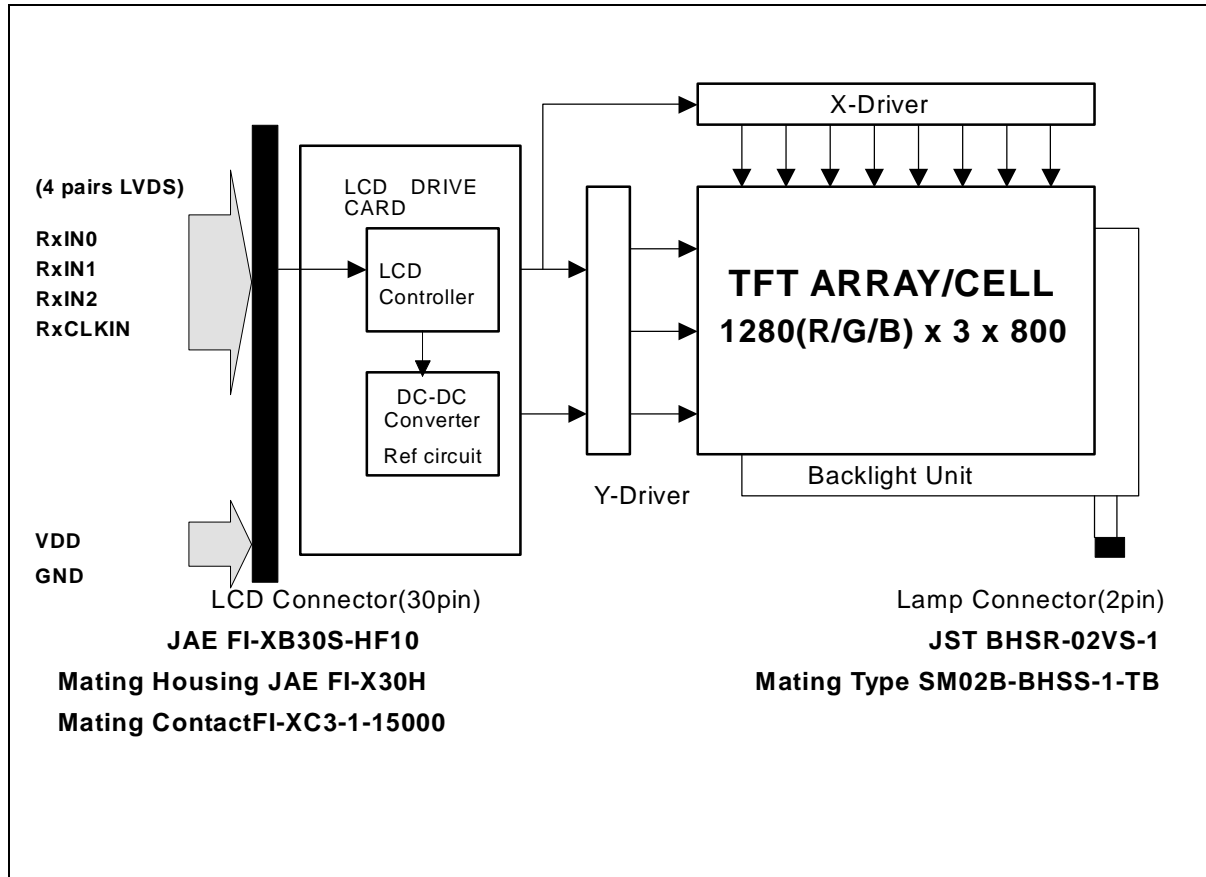 X-Driver
(4 pairs LVDS)
RxIN0
RxIN1
RxIN2
RxCLKIN
LCD DRIVE
CARD
LCD
Controller
DC-DC
Converter
Ref circuit
TFT ARRAY/CELL
1280(R/G/B) x 3 x 800
Y-Driver
Backlight Unit
VDD
GND
LCD Connector(30pin)
JAE FI-XB30S-HF10
Mating Housing JAE FI-X30H
Mating ContactFI-XC3-1-15000
Lamp Connector(2pin)
JST BHSR-02VS-1
Mating Type SM02B-BHSS-1-TB